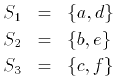 S₁ = {a, d}
S₂ = {b, e}
S₃ = {c, f}